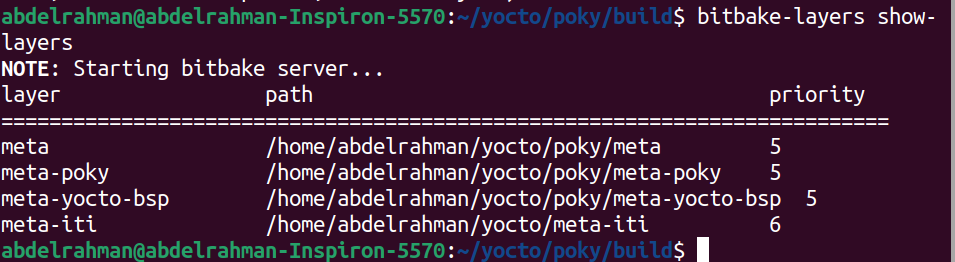 abdelrahman@abdelrahman-Inspiron-5570:~/yocto/poky/build$ bitbake-layers show-
layers
NOTE: Starting bitbake server...
layer                 path                                      priority
==========================================================================
meta                  /home/abdelrahman/yocto/poky/meta         5
meta-poky             /home/abdelrahman/yocto/poky/meta-poky    5
meta-yocto-bsp        /home/abdelrahman/yocto/poky/meta-yocto-bsp  5
meta-iti              /home/abdelrahman/yocto/meta-iti          6
abdelrahman@abdelrahman-Inspiron-5570:~/yocto/poky/build$